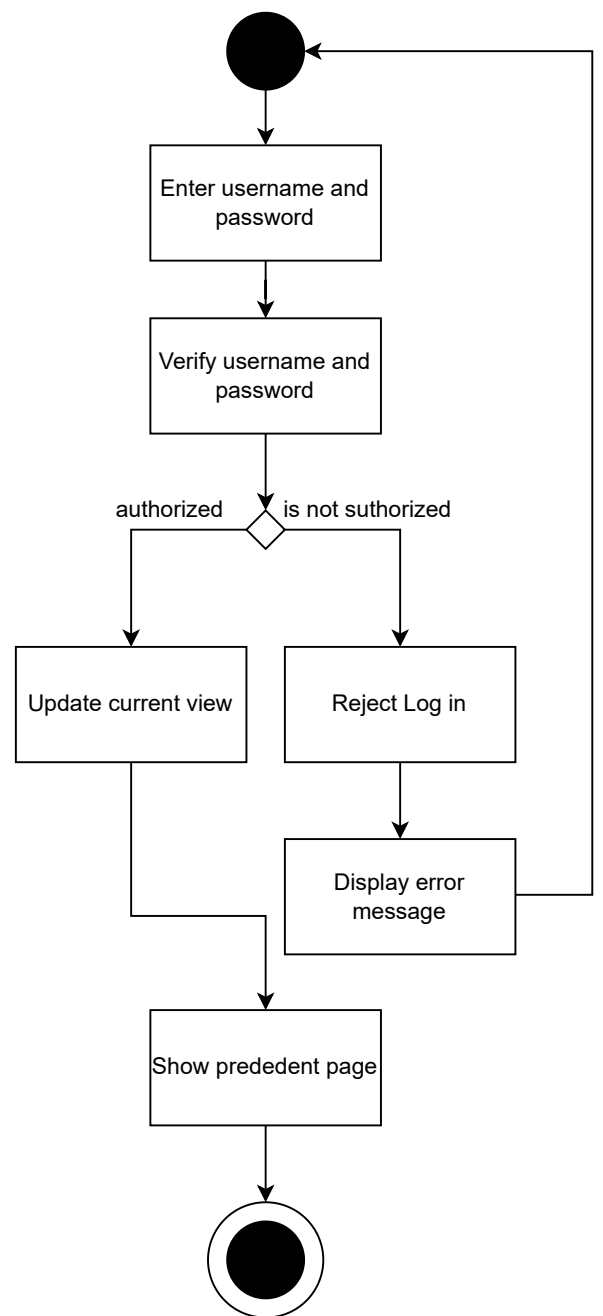 Enter username and
password
Verify username and
password
authorized
is not suthorized
Update current view
Reject Log in
Display error
message
Show prededent page